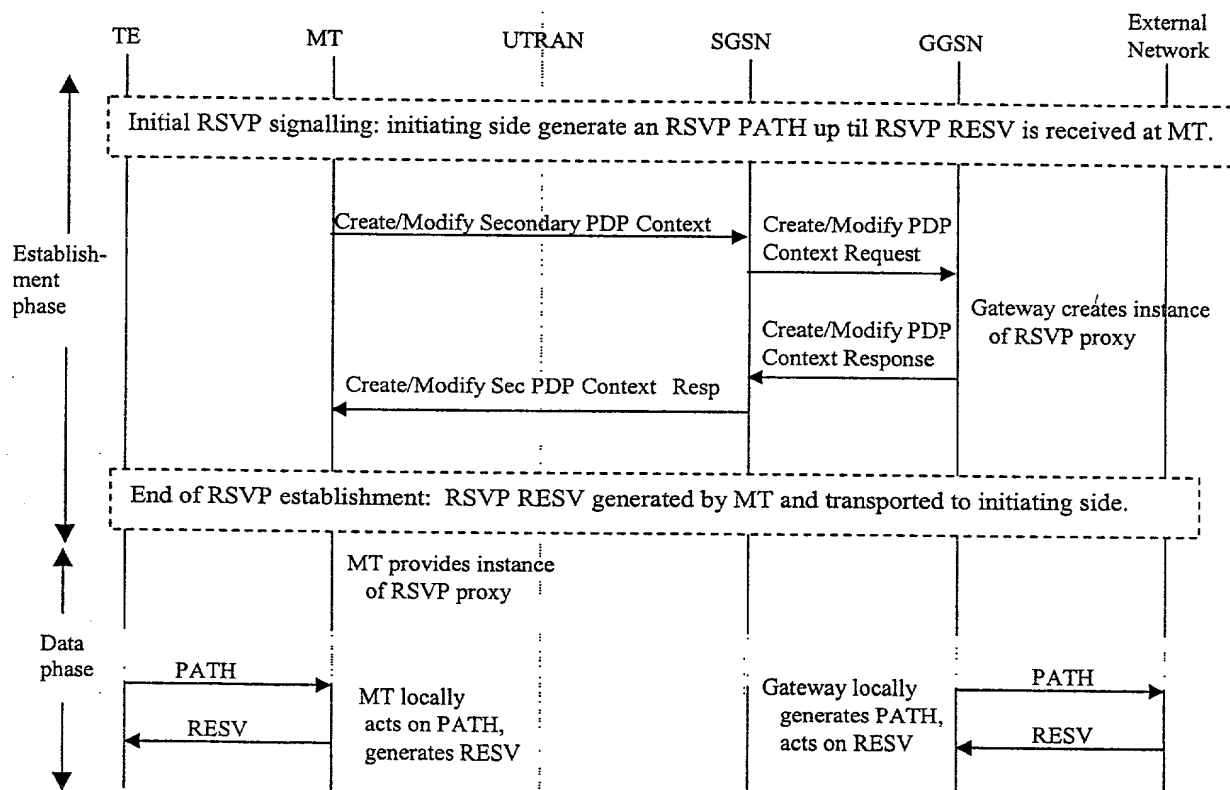 TE
MT
UTRAN
SGSN
GGSN
External
Network
Initial RSVP signalling: initiating side generate an RSVP PATH up til RSVP RESV is received at MT.
Create/Modify Secondary PDP Context
Create/Modify PDP
Context Request
Establish-
ment
phase
Gateway creates instance
of RSVP proxy
Create/Modify PDP
Context Response
Create/Modify Sec PDP Context Resp
End of RSVP establishment: RSVP RESV generated by MT and transported to initiating side.
MT provides instance
of RSVP proxy
Data
phase
PATH
MT locally
acts on PATH,
generates RESV
RESV
Gateway locally
generates PATH,
acts on RESV
PATH
RESV